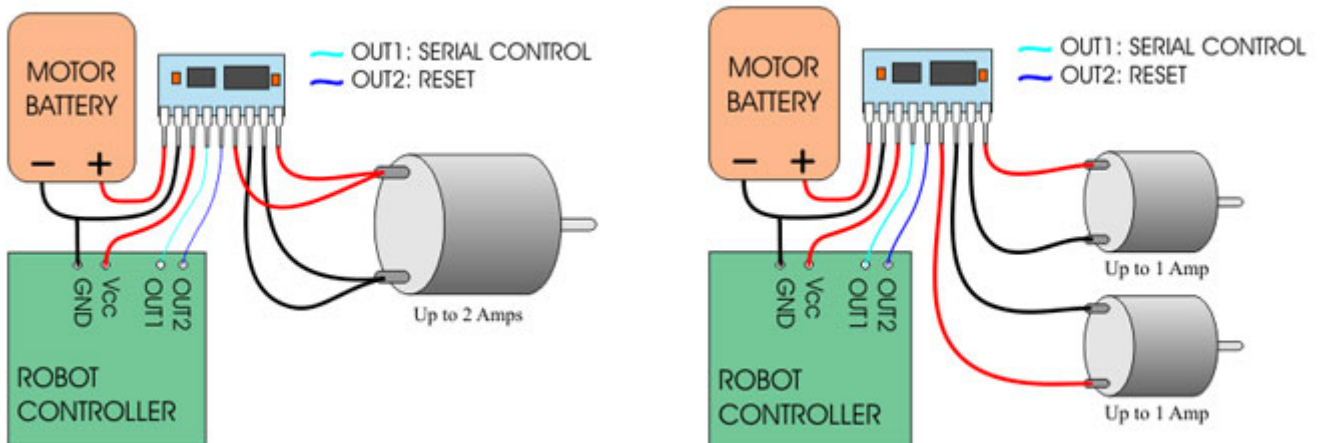 MOTOR
BATTERY
− +
OUT1: SERIAL CONTROL
OUT2: RESET
Up to 2 Amps
GND
Vcc
OUT1
OUT2
ROBOT
CONTROLLER
MOTOR
BATTERY
− +
OUT1: SERIAL CONTROL
OUT2: RESET
Up to 1 Amp
GND
Vcc
OUT1
OUT2
ROBOT
CONTROLLER
Up to 1 Amp